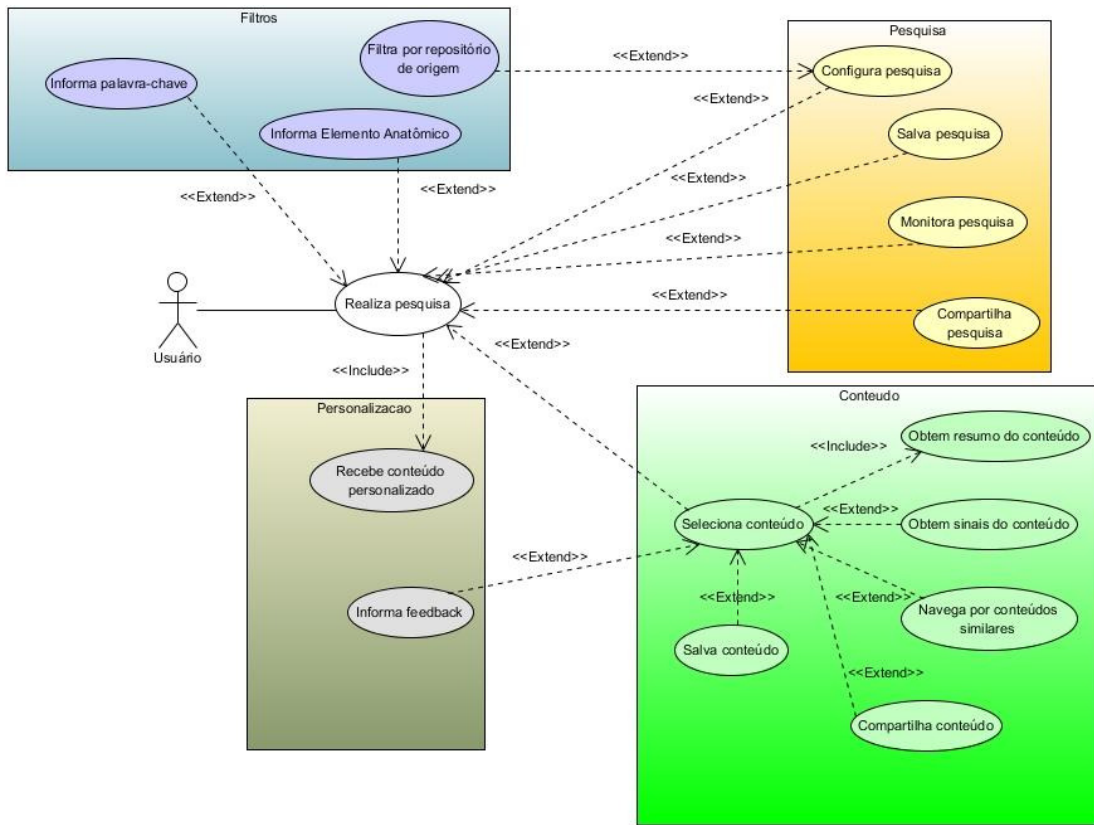 Filtros
Filtra por repositório
de origem
Informa palavra-chave
Informa Elemento Anatômico
<<Extend>>
<<Extend>>
<<Extend>>
Pesquisa
Configura pesquisa
<<Extend>>
Salva pesquisa
<<Extend>>
Monitora pesquisa
<<Extend>>
Compartilha
pesquisa
<<Extend>>
Usuário
Realiza pesquisa
<<Include>>
<<Extend>>
Personalizacao
Recebe conteúdo
personalizado
Informa feedback
<<Extend>>
Conteudo
Obtem resumo do conteúdo
<<Include>>
Seleciona conteúdo
<<Extend>>
Obtem sinais do conteúdo
<<Extend>>
<<Extend>>
Navega por conteúdos
similares
Salva conteúdo
<<Extend>>
Compartilha conteúdo